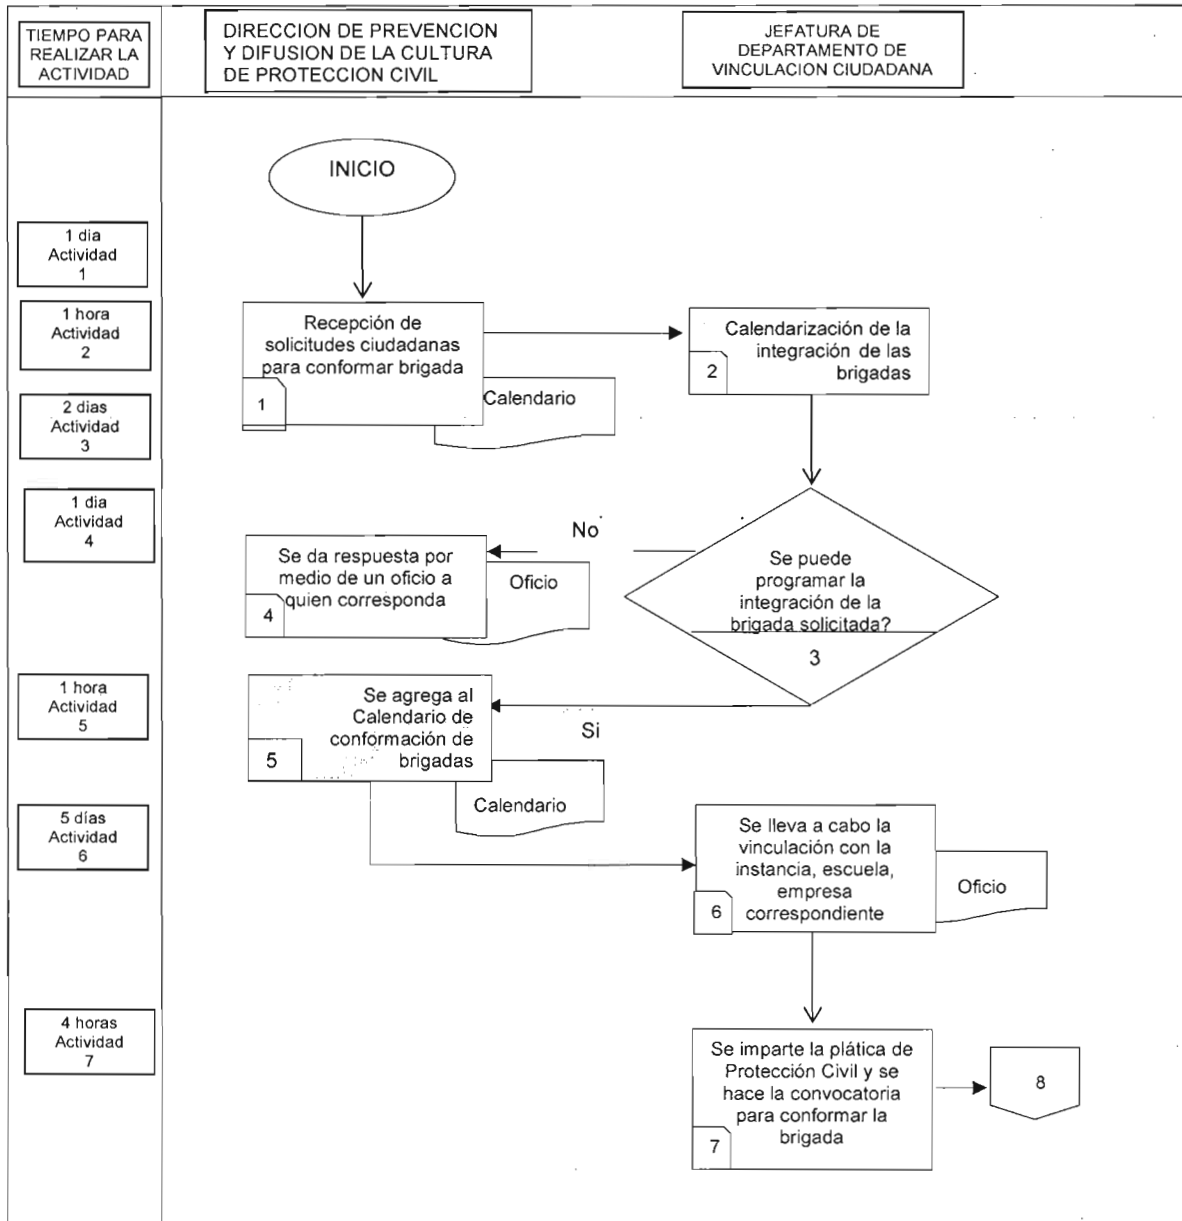 TIEMPO PARA
REALIZAR LA
ACTIVIDAD
DIRECCION DE PREVENCION
Y DIFUSION DE LA CULTURA
DE PROTECCION CIVIL
JEFATURA DE
DEPARTAMENTO DE
VINCULACION CIUDADANA
INICIO
1 dia
Actividad
1
1 hora
Actividad
2
Recepción de
solicitudes ciudadanas
para conformar brigada
1
Calendario
Calendarización de la
integración de las
brigadas
2
2 dias
Actividad
3
1 dia
Actividad
4
No
Se da respuesta por
medio de un oficio a
quien corresponda
4
Oficio
Se puede
programar la
integración de la
brigada solicitada?
3
1 hora
Actividad
5
Se agrega al
Calendario de
conformación de
brigadas
5
Si
Calendario
5 días
Actividad
6
Se lleva a cabo la
vinculación con la
instancia, escuela,
empresa
correspondiente
6
Oficio
4 horas
Actividad
7
Se imparte la plática de
Protección Civil y se
hace la convocatoria
para conformar la
brigada
7
8